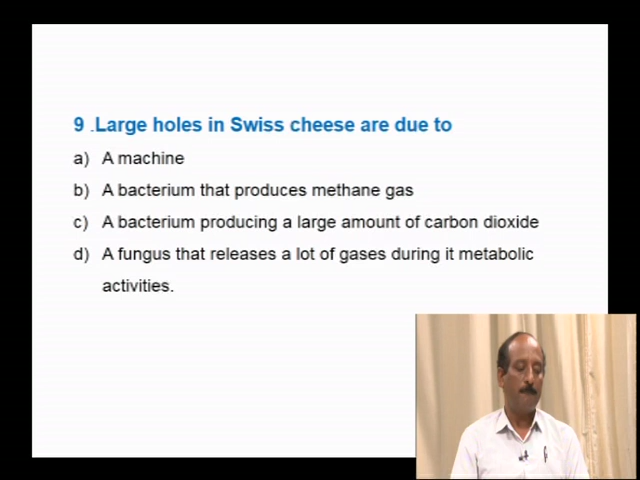 9 .Large holes in Swiss cheese are due to
a) A machine
b) A bacterium that produces methane gas
c) A bacterium producing a large amount of carbon dioxide
d) A fungus that releases a lot of gases during it metabolic
activities.